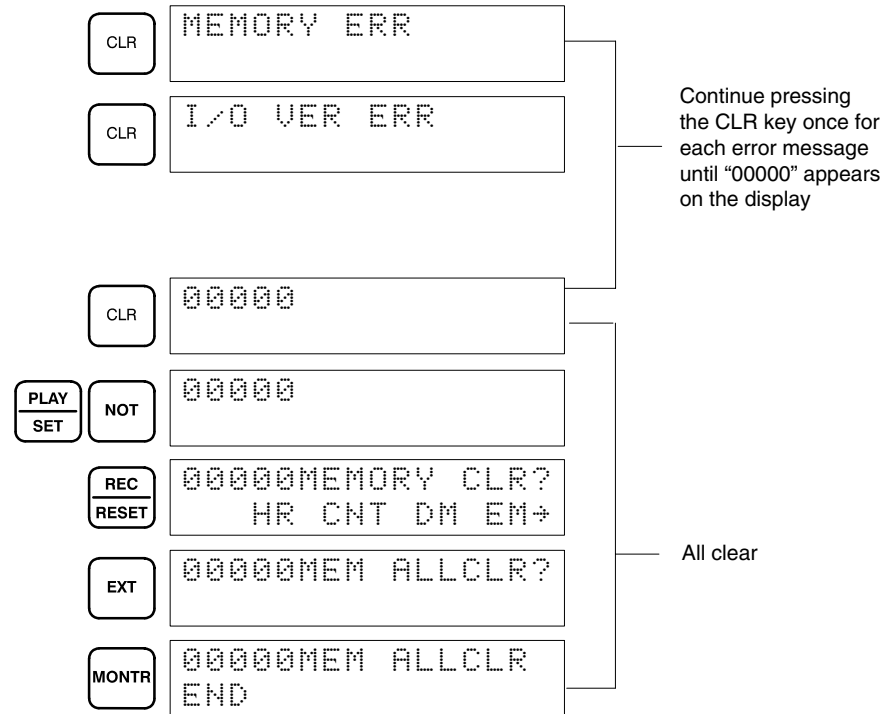 CLR
MEMORY ERR
CLR
I/O VER ERR
Continue pressing
the CLR key once for
each error message
until “00000” appears
on the display
CLR
00000
PLAY
SET
NOT
00000
REC
RESET
00000MEMORY CLR?
HR CNT DM EM→
EXT
00000MEM ALLCLR?
All clear
MONTR
00000MEM ALLCLR
END